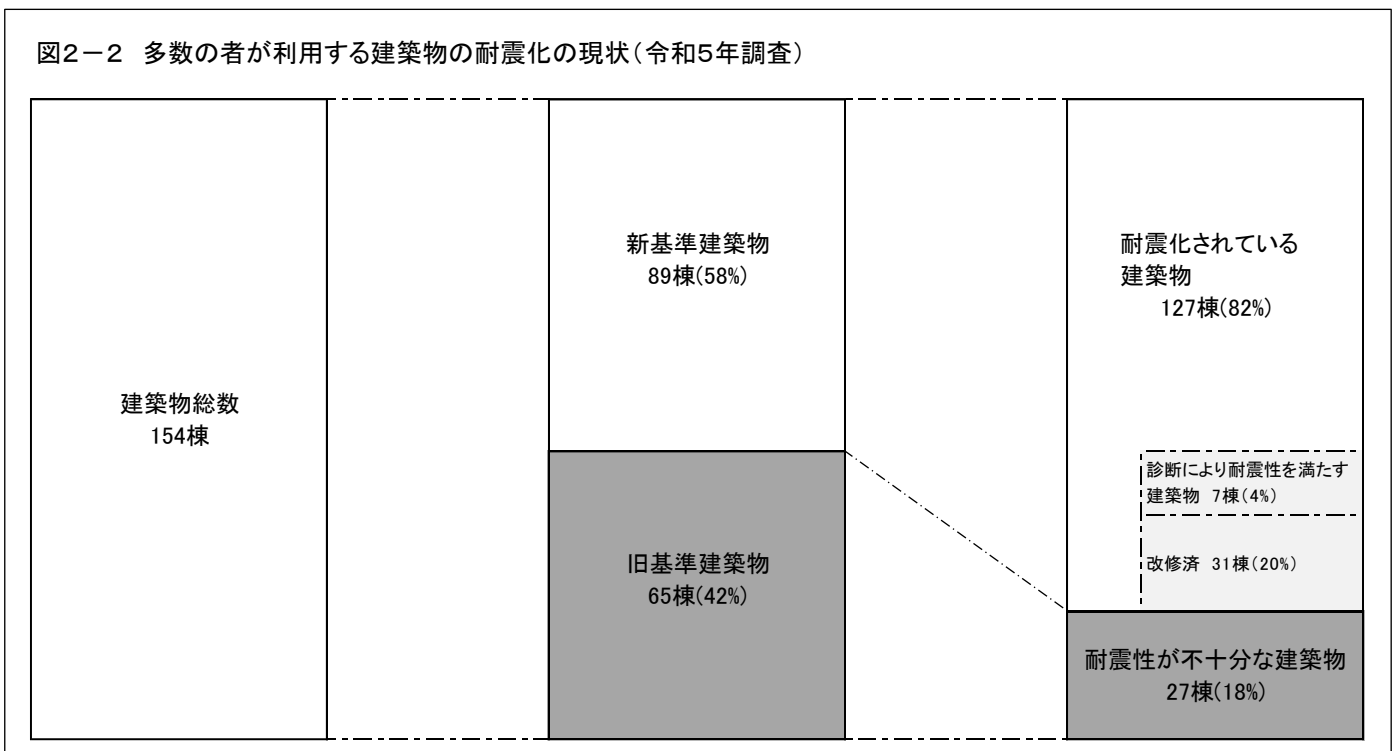 図2-2 多数の者が利用する建築物の耐震化の現状(令和5年調査)
建築物総数
154棟
新基準建築物
89棟(58%)
旧基準建築物
65棟(42%)
耐震化されている
建築物
127棟(82%)
診断により耐震性を満たす
建築物 7棟(4%)
改修済 31棟(20%)
耐震性が不十分な建築物
27棟(18%)